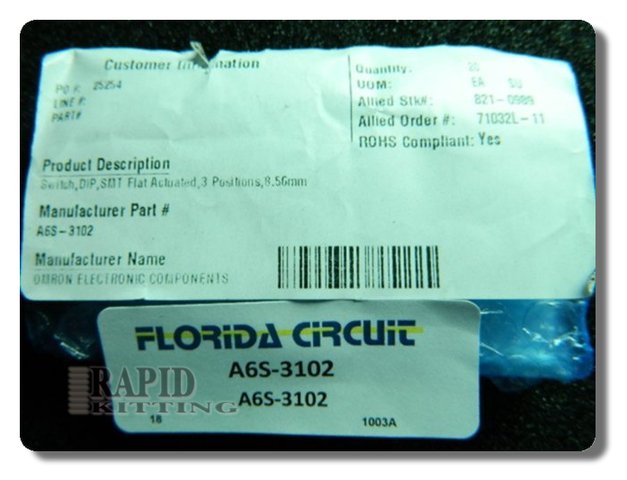 Customer Information
PO #: 25254
LINE #:
PART#
Quantity: 20
UOM: EA SU
Allied Stk#: 821-0989
Allied Order #: 71032L-11
ROHS Compliant: Yes
Product Description
Switch,DIP,SMT Flat Actuated,3 Positions,8.56mm
Manufacturer Part #
A6S-3102
Manufacturer Name
OMRON ELECTRONIC COMPONENTS
FLORIDA CIRCUIT
A6S-3102
A6S-3102
18 1003A
RAPID
KITTING